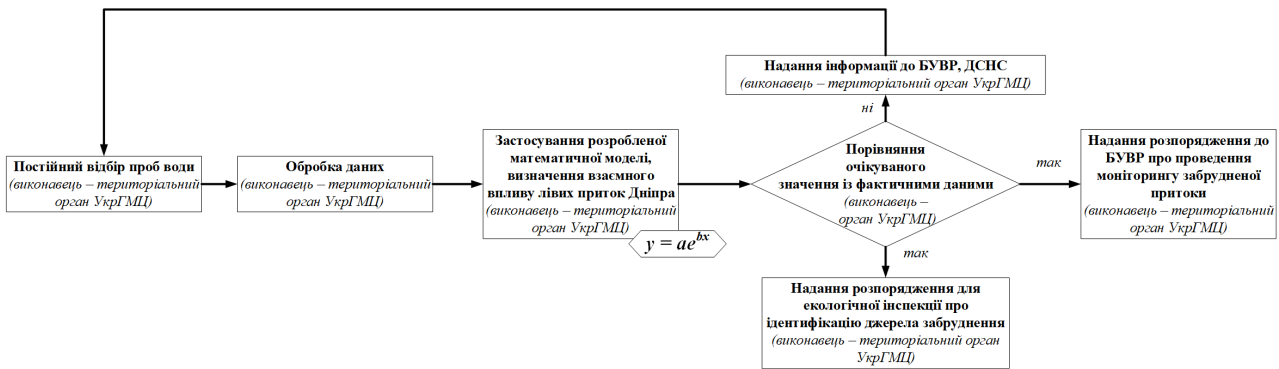 Надання інформації до БУВР, ДСНС
(виконавець – територіальний орган УкрГМЦ)
ні
Постійний відбір проб води
(виконавець – територіальний
орган УкрГМЦ)
Обробка даних
(виконавець – територіальний
орган УкрГМЦ)
Застосування розробленої
математичної моделі,
визначення взаємного
впливу лівих приток Дніпра
(виконавець – територіальний
орган УкрГМЦ)
y = ae^{bx}
Порівняння
очікуваного
значення із фактичними даними
(виконавець –
орган УкрГМЦ)
так
Надання розпорядження до
БУВР про проведення
моніторингу забрудненої
притоки
(виконавець – територіальний
орган УкрГМЦ)
так
Надання розпорядження для
екологічної інспекції про
ідентифікацію джерела забруднення
(виконавець – територіальний орган
УкрГМЦ)